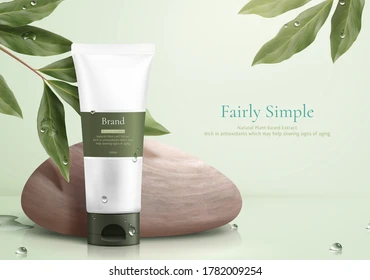 Brand
Fairly Simple
Natural Plant-based Extract
Rich in antioxidants which may help slowing signs of aging
shutterstock.com · 1782009254